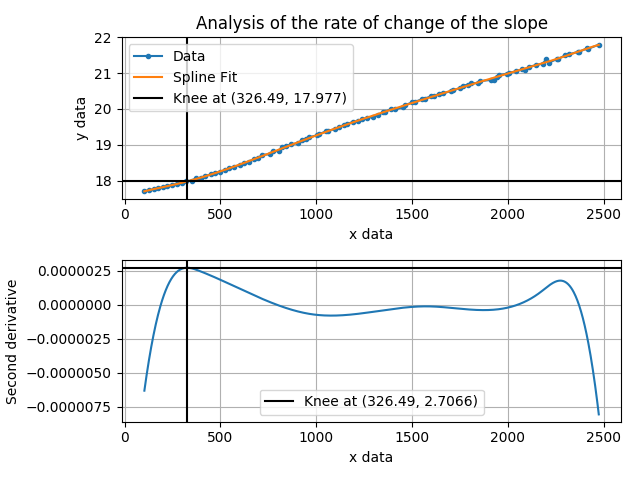 Analysis of the rate of change of the slope
22
21
20
19
18
y data
Data
Spline Fit
Knee at (326.49, 17.977)
0 500 1000 1500 2000 2500
x data
0.0000025
0.0000000
−0.0000025
−0.0000050
−0.0000075
Second derivative
Knee at (326.49, 2.7066)
0 500 1000 1500 2000 2500
x data